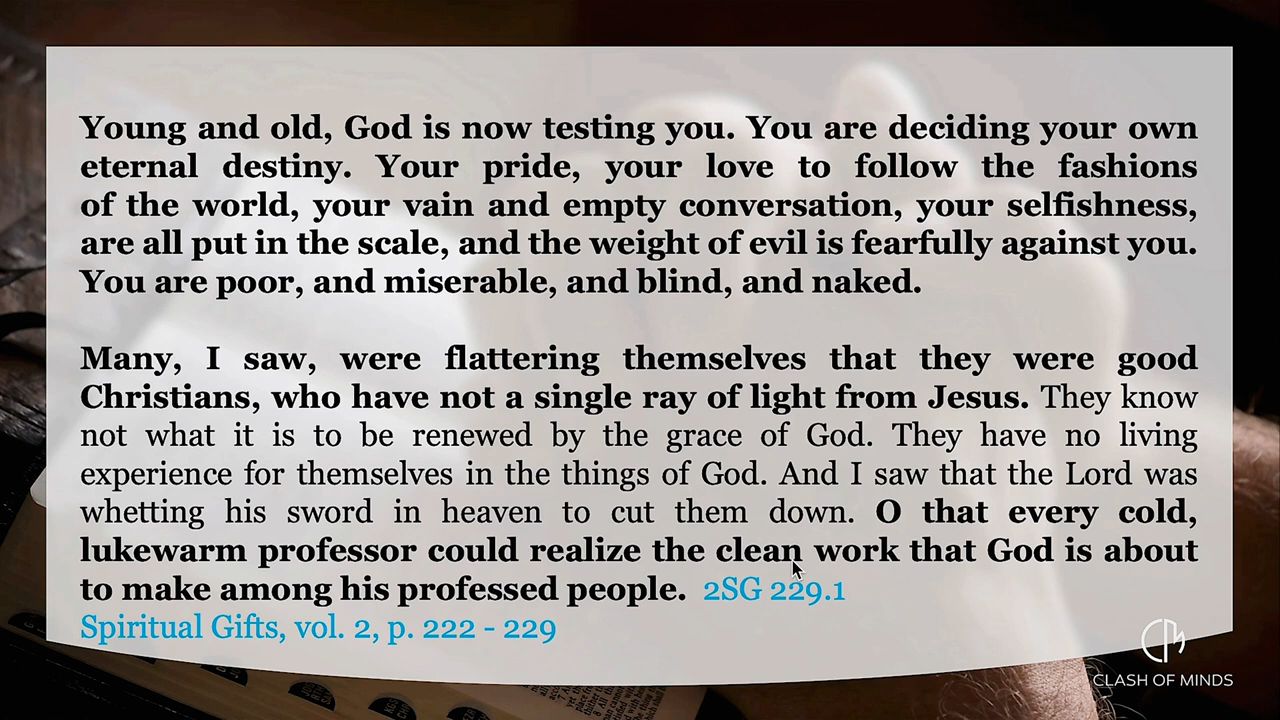 Young and old, God is now testing you. You are deciding your own
eternal destiny. Your pride, your love to follow the fashions
of the world, your vain and empty conversation, your selfishness,
are all put in the scale, and the weight of evil is fearfully against you.
You are poor, and miserable, and blind, and naked.
Many, I saw, were flattering themselves that they were good
Christians, who have not a single ray of light from Jesus. They know
not what it is to be renewed by the grace of God. They have no living
experience for themselves in the things of God. And I saw that the Lord was
whetting his sword in heaven to cut them down. O that every cold,
lukewarm professor could realize the clean work that God is about
to make among his professed people. 2SG 229.1
Spiritual Gifts, vol. 2, p. 222 - 229
CLASH OF MINDS